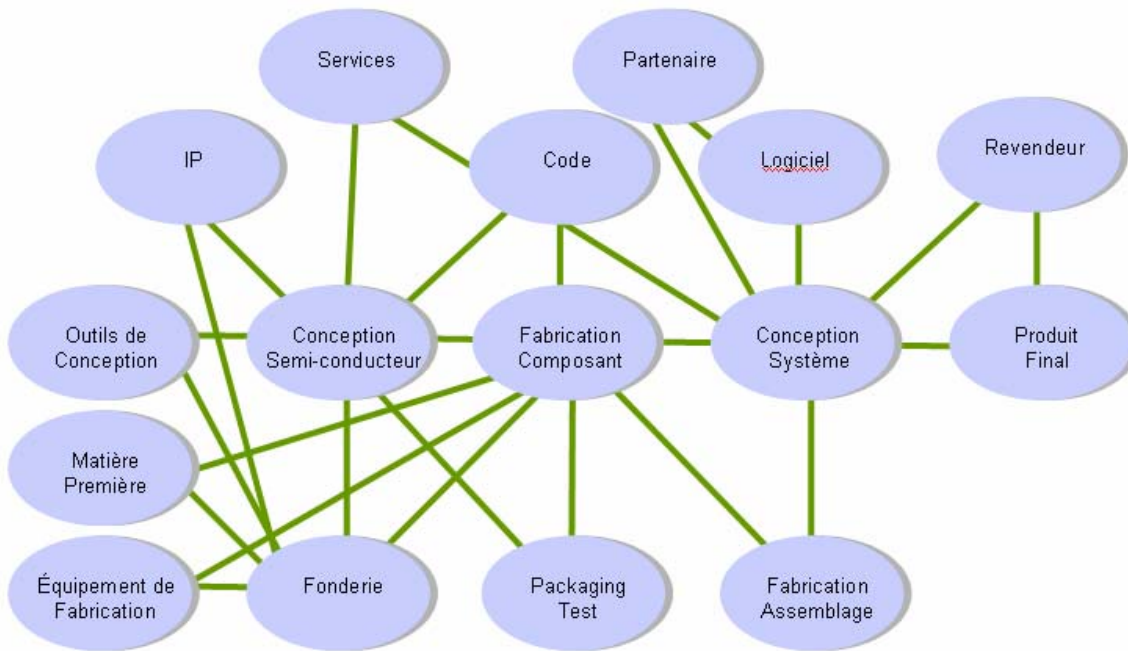 Services
Partenaire
IP
Code
Logiciel
Revendeur
Outils de
Conception
Conception
Semi-conducteur
Fabrication
Composant
Conception
Système
Produit
Final
Matière
Première
Équipement de
Fabrication
Fonderie
Packaging
Test
Fabrication
Assemblage